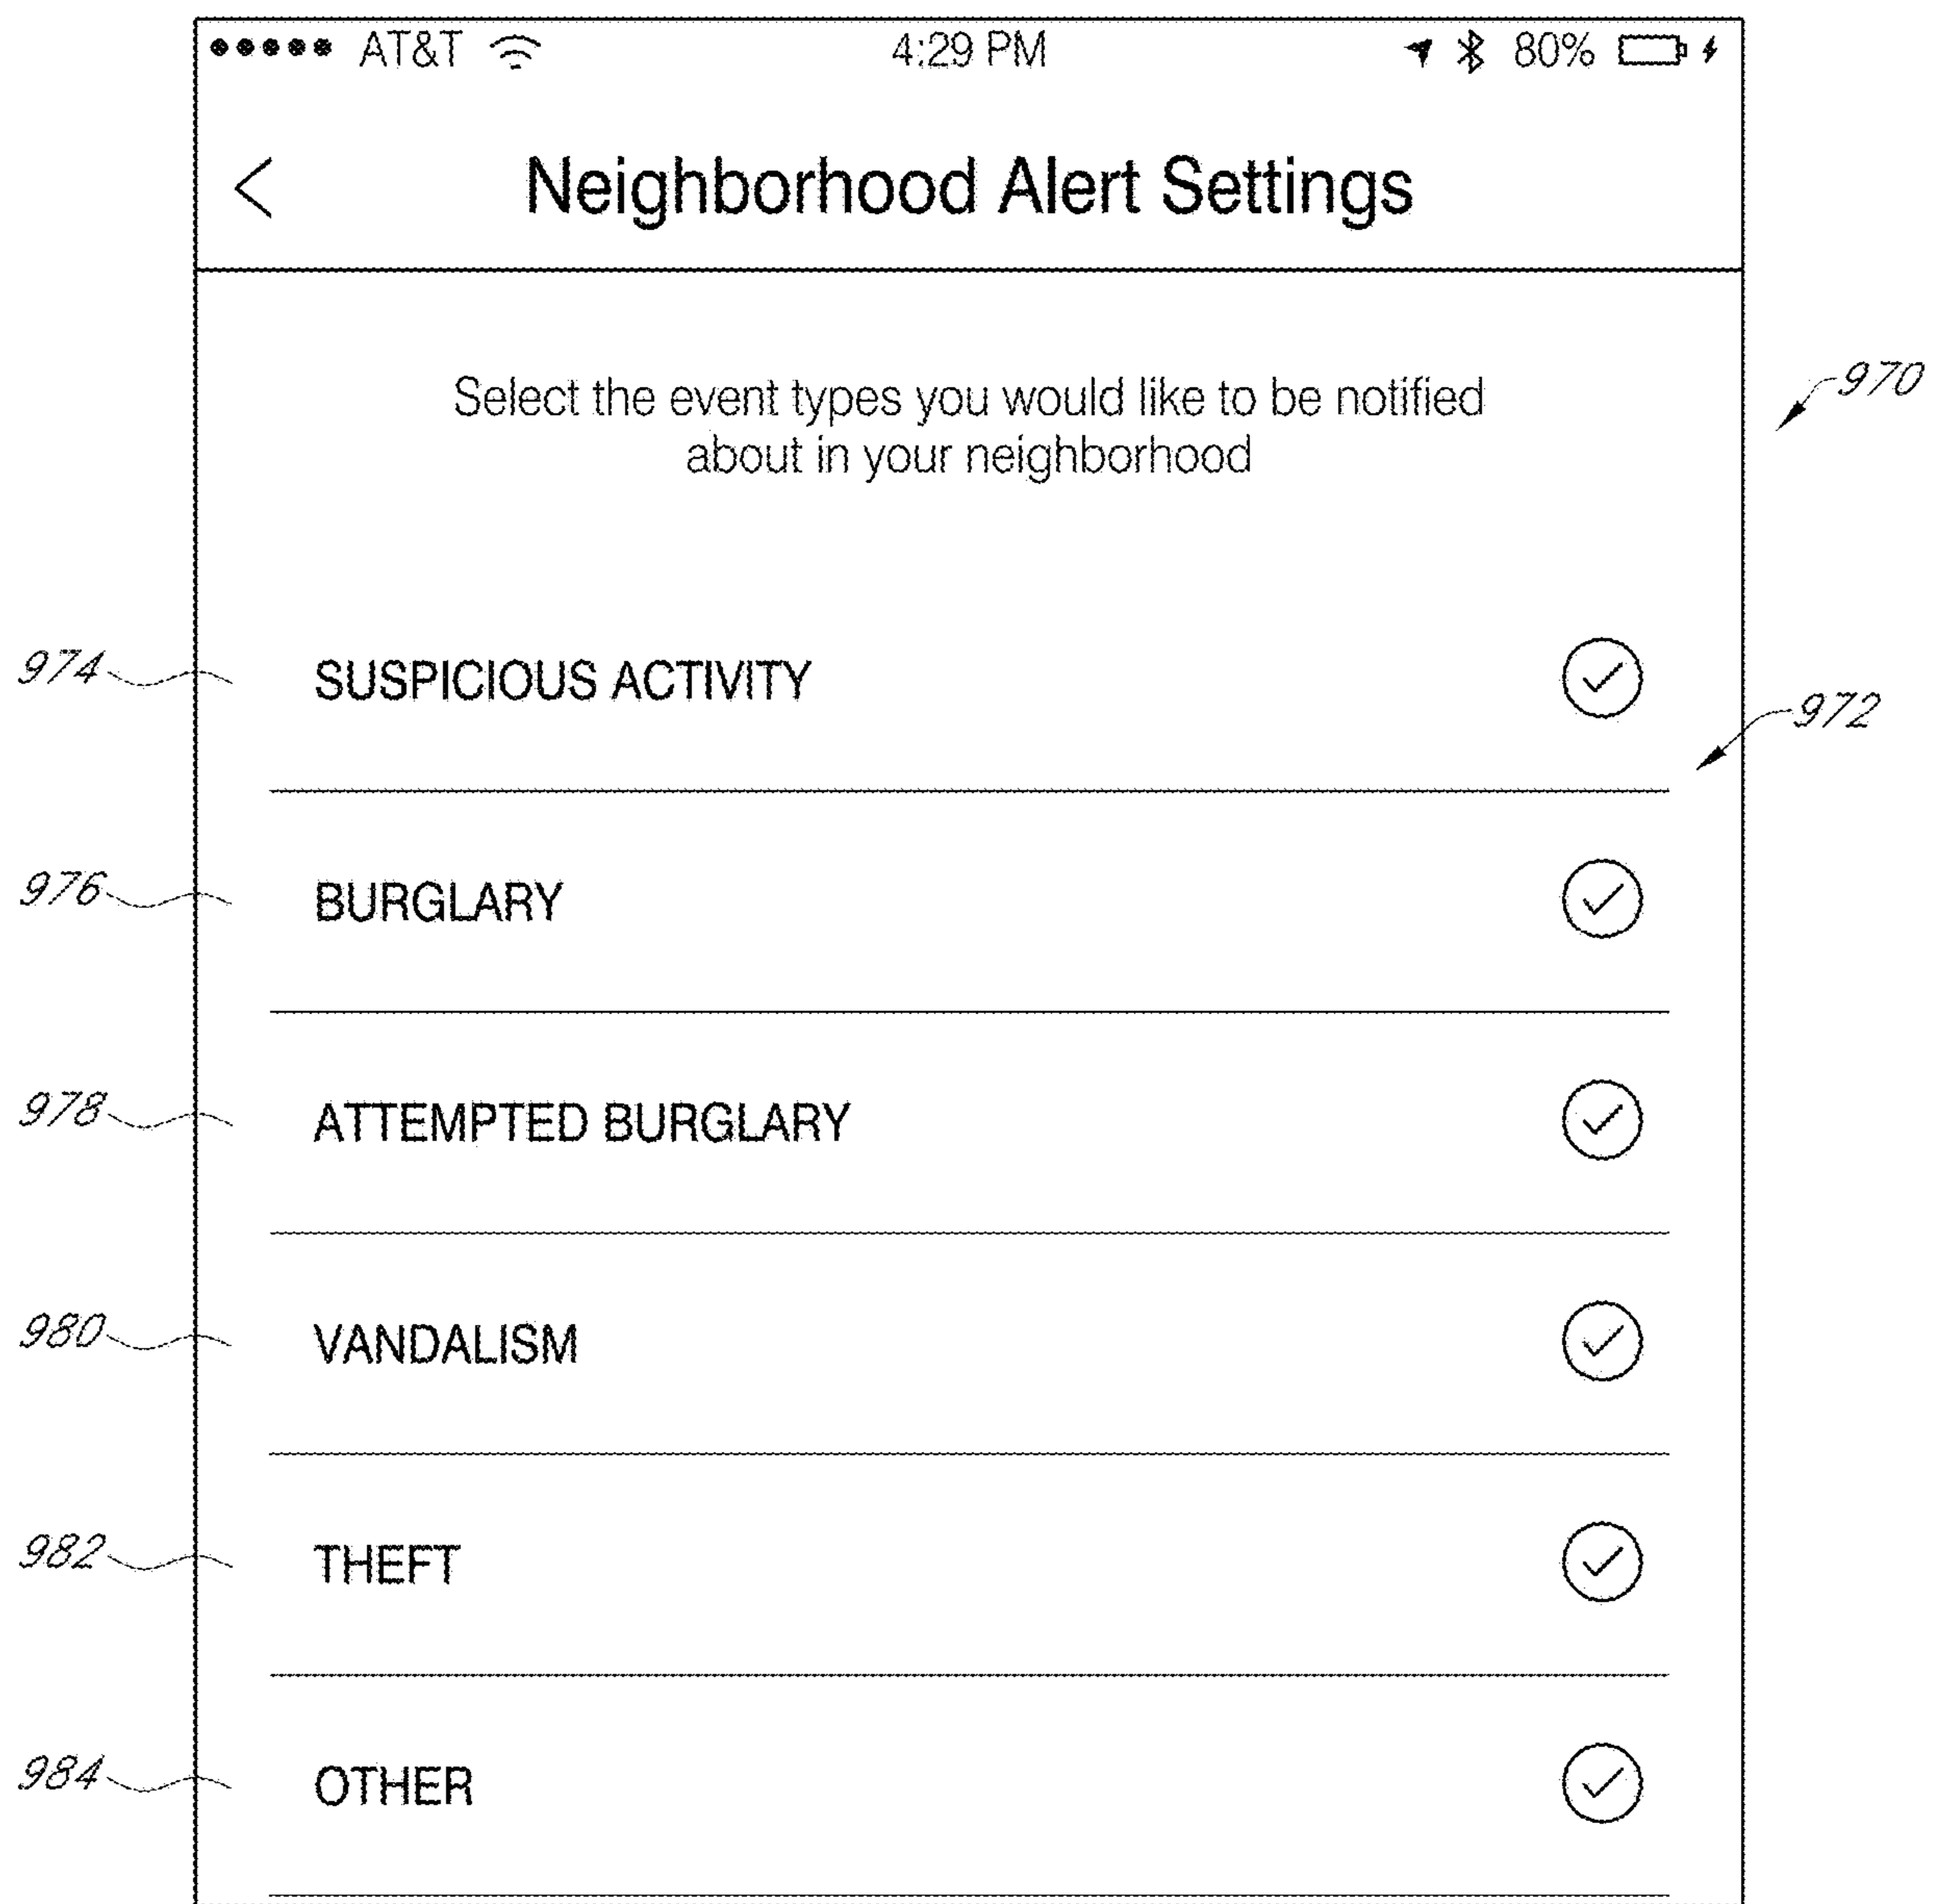 AT&T 4:29 PM 80%
< Neighborhood Alert Settings
Select the event types you would like to be notified
about in your neighborhood
970
974 SUSPICIOUS ACTIVITY
972
976 BURGLARY
978 ATTEMPTED BURGLARY
980 VANDALISM
982 THEFT
984 OTHER